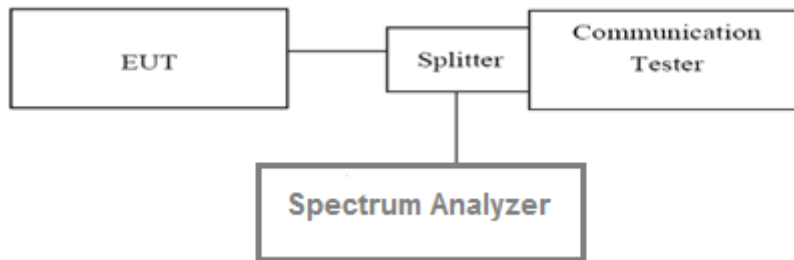 EUT
Splitter
Communication
Tester
Spectrum Analyzer